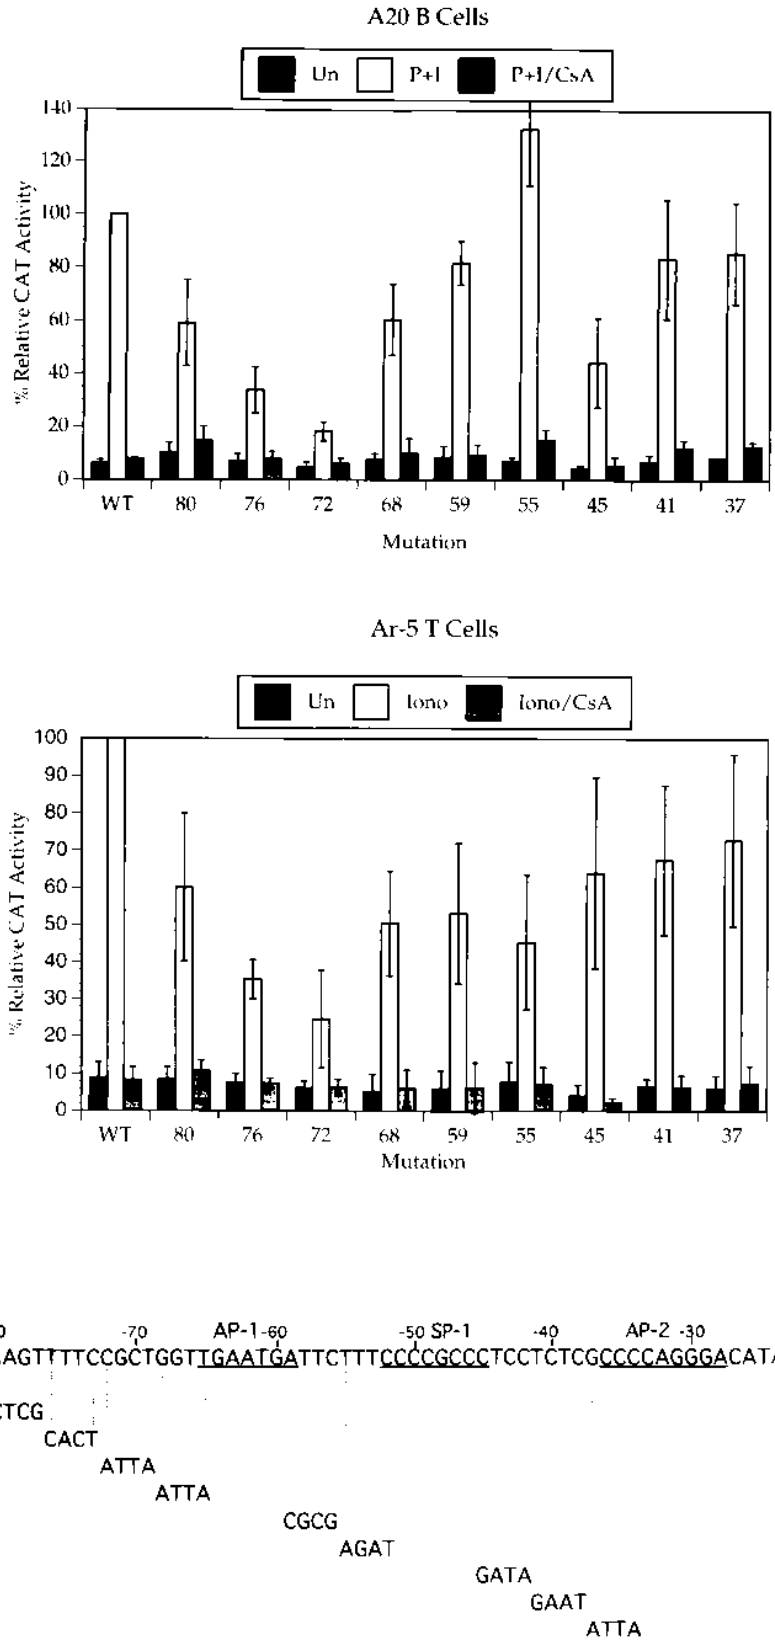 A20 B Cells
Un P+I P+I/CsA
% Relative CAT Activity
140
120
100
80
60
40
20
0
WT 80 76 72 68 59 55 45 41 37
Mutation
Ar-5 T Cells
Un Iono Iono/CsA
% Relative CAT Activity
100
90
80
70
60
50
40
30
20
10
0
WT 80 76 72 68 59 55 45 41 37
Mutation
0 -70 AP-1 -60 -50 SP-1 -40 AP-2 -30
AGTTTTCCGCTGGTTGAATGATTCTTTCCCCGCCCTCCTCTCGCCCCAGGGACATA
CTCG
CACT
ATTA
ATTA
CGCG
AGAT
GATA
GAAT
ATTA